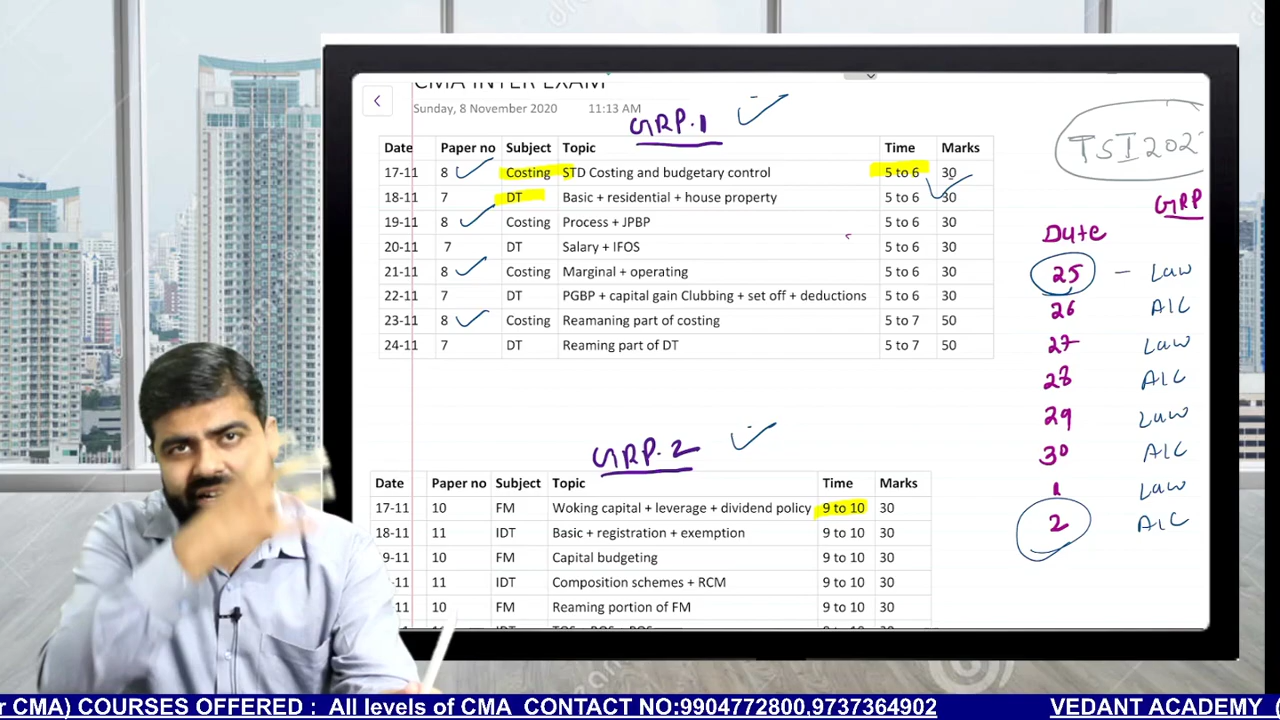 CMA INTER EXAM
Sunday, 8 November 2020 11:13 AM
GRP.1
Date Paper no Subject Topic Time Marks
17-11 8 Costing STD Costing and budgetary control 5 to 6 30
18-11 7 DT Basic + residential + house property 5 to 6 30
19-11 8 Costing Process + JPBP 5 to 6 30
20-11 7 DT Salary + IFOS 5 to 6 30
21-11 8 Costing Marginal + operating 5 to 6 30
22-11 7 DT PGBP + capital gain Clubbing + set off + deductions 5 to 6 30
23-11 8 Costing Reamaning part of costing 5 to 7 50
24-11 7 DT Reaming part of DT 5 to 7 50
GRP.2
Date Paper no Subject Topic Time Marks
17-11 10 FM Woking capital + leverage + dividend policy 9 to 10 30
18-11 11 IDT Basic + registration + exemption 9 to 10 30
9-11 10 FM Capital budgeting 9 to 10 30
-11 11 IDT Composition schemes + RCM 9 to 10 30
11 10 FM Reaming portion of FM 9 to 10 30
TSI202
GRP
Date
25 – Law
26 AIC
27 Law
28 AIC
29 Law
30 AIC
1 Law
2 AIC
r CMA) COURSES OFFERED : All levels of CMA CONTACT NO:9904772800,9737364902 VEDANT ACADEMY (